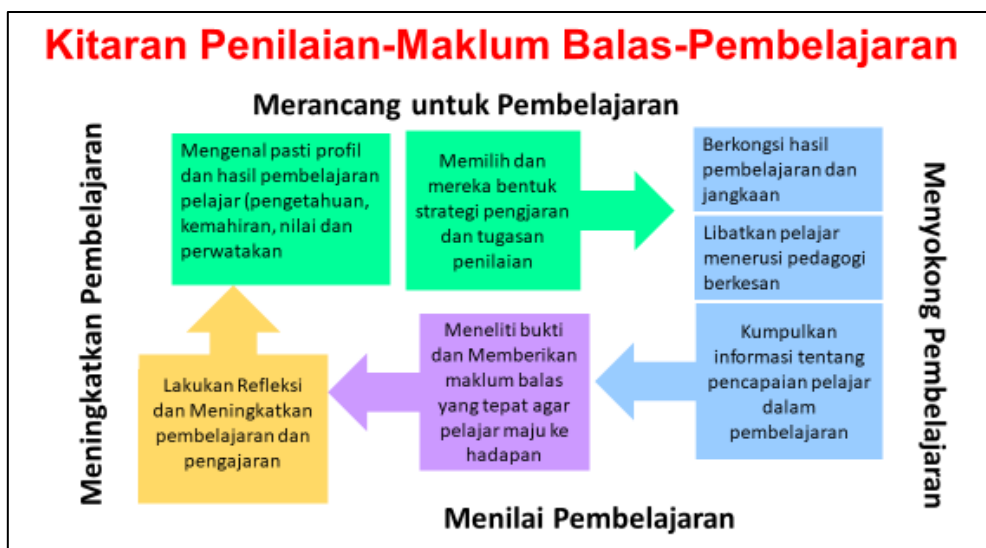 Kitaran Penilaian-Maklum Balas-Pembelajaran
Merancang untuk Pembelajaran
Meningkatkan Pembelajaran
Mengenal pasti profil
dan hasil pembelajaran
pelajar (pengetahuan,
kemahiran, nilai dan
perwatakan
Memilih dan
mereka bentuk
strategi pengjaran
dan tugasan
penilaian
Berkongsi hasil
pembelajaran dan
jangkaan
Libatkan pelajar
menerusi pedagogi
berkesan
Menyokong Pembelajaran
Kumpulkan
informasi tentang
pencapaian pelajar
dalam
pembelajaran
Meneliti bukti
dan Memberikan
maklum balas
yang tepat agar
pelajar maju ke
hadapan
Lakukan Refleksi
dan Meningkatkan
pembelajaran dan
pengajaran
Menilai Pembelajaran